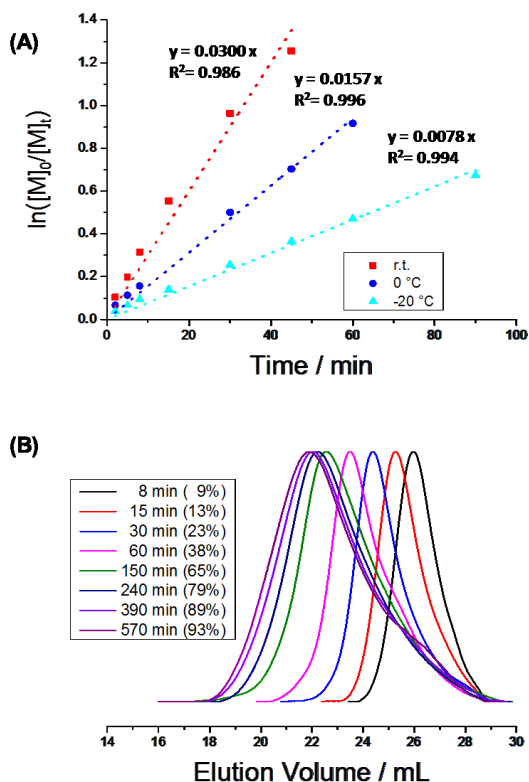 (A)
1.4
1.2
1.0
0.8
0.6
0.4
0.2
0.0
ln([M]0/[M]t)
y = 0.0300 x
R2= 0.986
y = 0.0157 x
R2= 0.996
y = 0.0078 x
R2= 0.994
r.t.
0 °C
-20 °C
0 20 40 60 80 100
Time / min
(B)
8 min ( 9%)
15 min (13%)
30 min (23%)
60 min (38%)
150 min (65%)
240 min (79%)
390 min (89%)
570 min (93%)
14 16 18 20 22 24 26 28 30
Elution Volume / mL